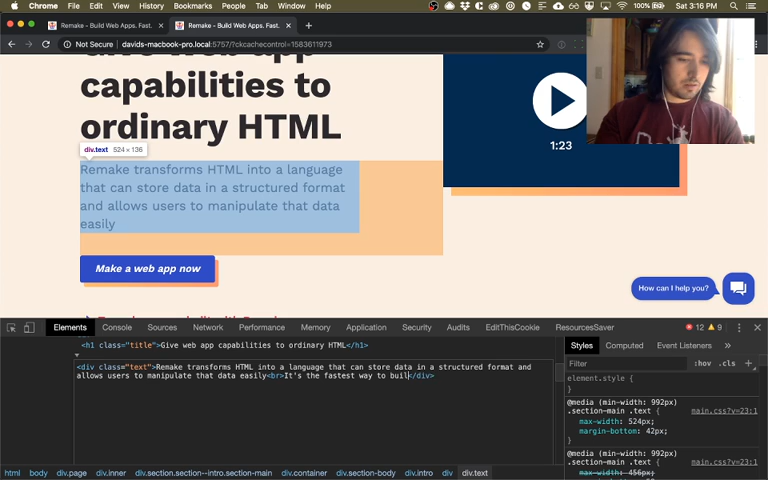 Chrome File Edit View History Bookmarks People Tab Window Help 100% Sat 3:16 PM
Remake - Build Web Apps. Fast. Remake - Build Web Apps. Fast.
Not Secure davids-macbook-pro.local:5757/?ckcachecontrol=1583611973
capabilities to
ordinary HTML
div.text 524 × 136
Remake transforms HTML into a language
that can store data in a structured format
and allows users to manipulate that data
easily
Make a web app now
1:23
How can I help you?
Elements Console Sources Network Performance Memory Application Security Audits EditThisCookie ResourcesSaver 12 9
<h1 class="title">Give web app capabilities to ordinary HTML</h1>
<div class="text">Remake transforms HTML into a language that can store data in a structured format and
allows users to manipulate that data easily<br>It's the fastest way to buil</div>
html body div.page div.inner div.section.section--intro.section-main div.container div.section-body div.intro div.text
Styles Computed Event Listeners
Filter :hov .cls
element.style {
}
@media (min-width: 992px)
.section-main .text { main.css?v=23:1
max-width: 524px;
margin-bottom: 42px;
}
@media (min-width: 992px)
.section-main .text { main.css?v=23:1
max-width: 456px;